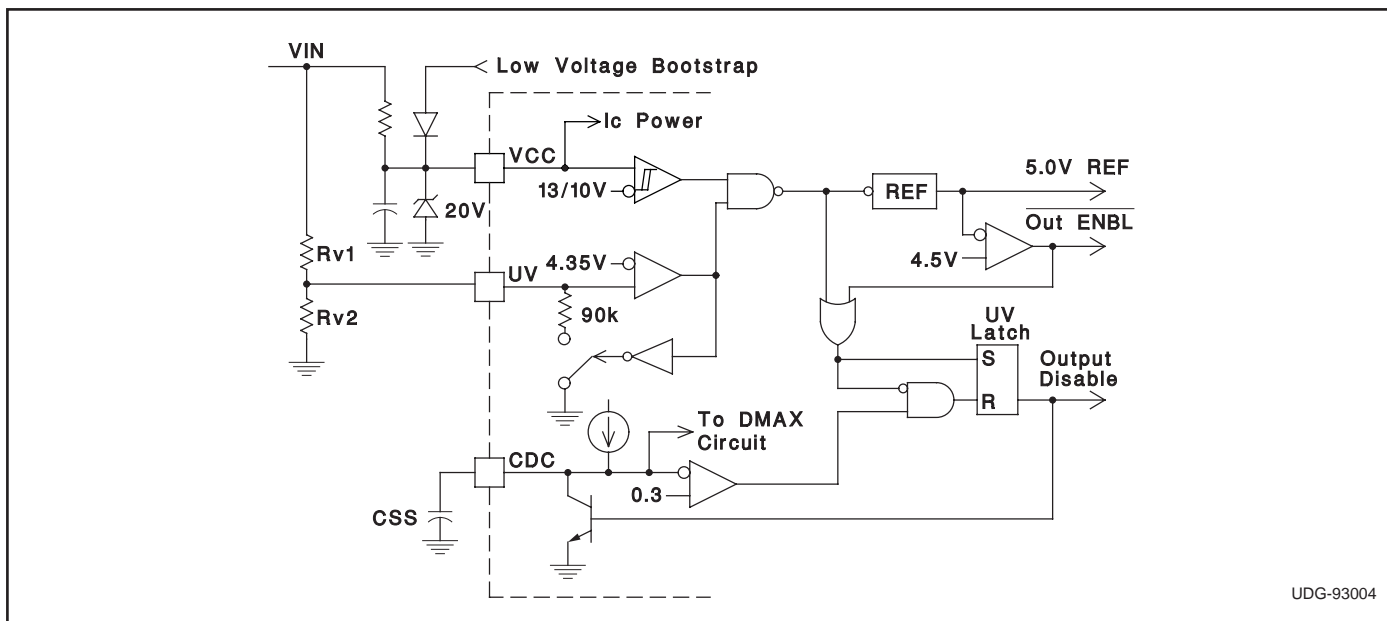 VIN
Low Voltage Bootstrap
Ic Power
VCC
13/10V
REF
5.0V REF
20V
Out ENBL
4.5V
Rv1
4.35V
UV
90k
Rv2
UV
Latch
S
R
Output
Disable
To DMAX
Circuit
CDC
0.3
CSS
UDG-93004